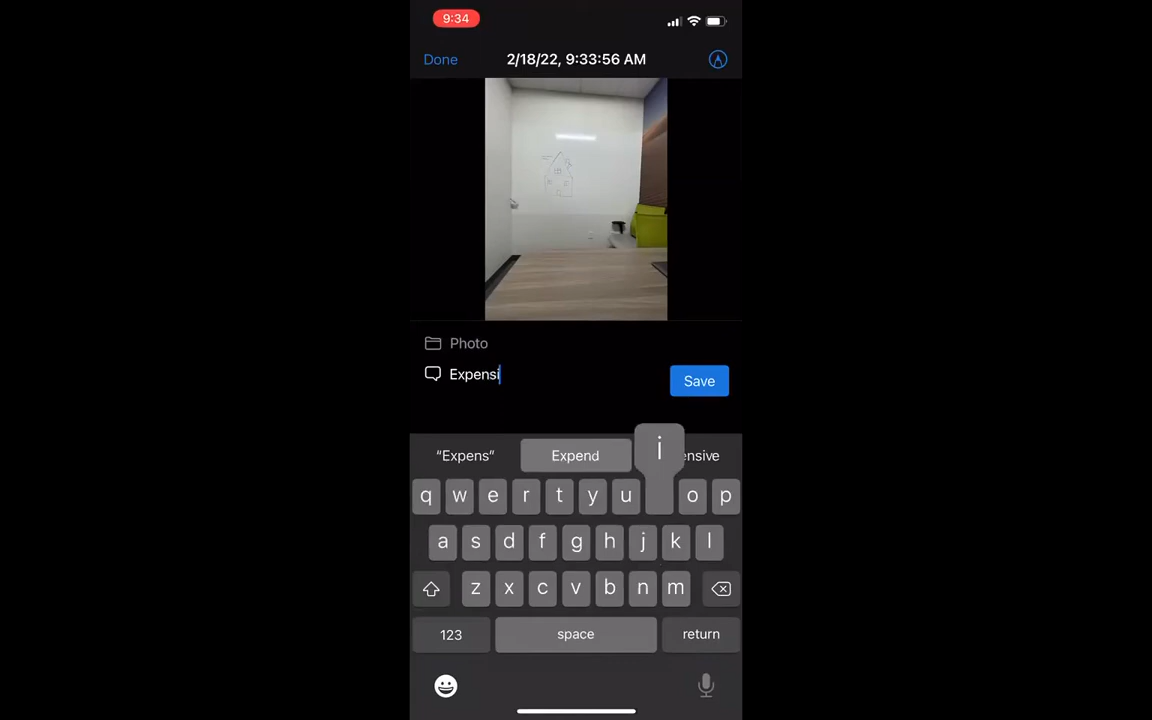 9:34
Done 2/18/22, 9:33:56 AM
Photo
Expensi
Save
“Expens“ Expend ensive
i
q w e r t y u o p
a s d f g h j k l
z x c v b n m
123 space return